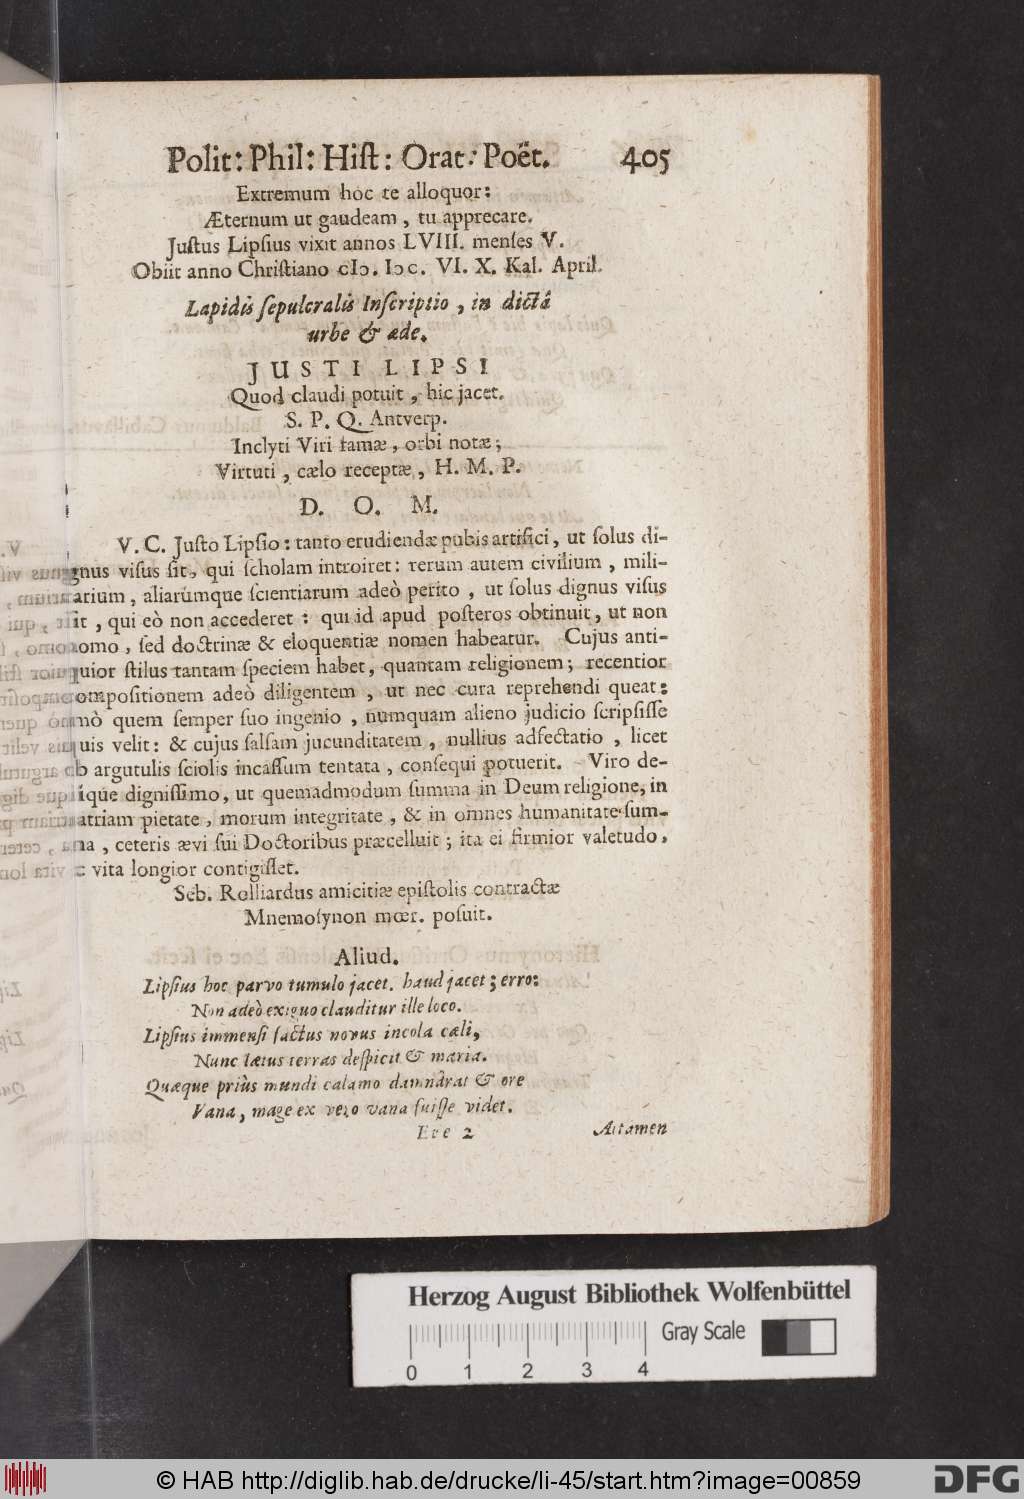 Polit: Phil: Hiſt: Orat: Poët. 405
Extremum hoc te alloquor:
Æternum ut gaudeam, tu apprecare.
Juſtus Lipſius vixit annos LVIII. menſes V.
Obiit anno Chriſtiano cIↄ. Iↄc. VI. X. Kal. April.
Lapidis ſepulcralis Inſcriptio, in dictâ
urbe & æde.
JUSTI LIPSI
Quod claudi potuit, hic jacet.
S. P. Q. Antverp.
Inclyti Viri famæ, orbi notæ;
Virtuti, cælo receptæ, H. M. P.
D. O. M.
V. C. Juſto Lipſio: tanto erudiendæ pubis artifici, ut ſolus di-
gnus viſus ſit, qui ſcholam introiret: rerum autem civilium, mili-
tarium, aliarumque ſcientiarum adeò perito, ut ſolus dignus viſus
ſit, qui eò non accederet: qui id apud poſteros obtinuit, ut non
homo, ſed doctrinæ & eloquentiæ nomen habeatur. Cujus anti-
quior ſtilus tantam ſpeciem habet, quantam religionem; recentior
compoſitionem adeò diligentem, ut nec cura reprehendi queat:
immò quem ſemper ſuo ingenio, numquam alieno judicio ſcripſiſſe
quis velit: & cujus ſalſam jucunditatem, nullius adfectatio, licet
ab argutulis ſciolis incaſſum tentata, conſequi potuerit. Viro de-
nique digniſſimo, ut quemadmodum ſumma in Deum religione, in
patriam pietate, morum integritate, & in omnes humanitate ſum-
ma, ceteris ævi ſui Doctoribus præcelluit; ita ei firmior valetudo,
& vita longior contigiſſet.
Seb. Rolliardus amicitiæ epiſtolis contractæ
Mnemoſynon mœr. poſuit.
Aliud.
Lipſius hoc parvo tumulo jacet. haud jacet; erro:
Non adeò exiguo clauditur ille loco.
Lipſius immenſi factus novus incola cæli,
Nunc lætus terras deſpicit & maria.
Quæque priùs mundi calamo damnârat & ore
Vana, mage ex vero vana fuiſſe videt.
Eee 2 Attamen
Herzog August Bibliothek Wolfenbüttel
Gray Scale
0 1 2 3 4
© HAB http://diglib.hab.de/drucke/li-45/start.htm?image=00859
DFG